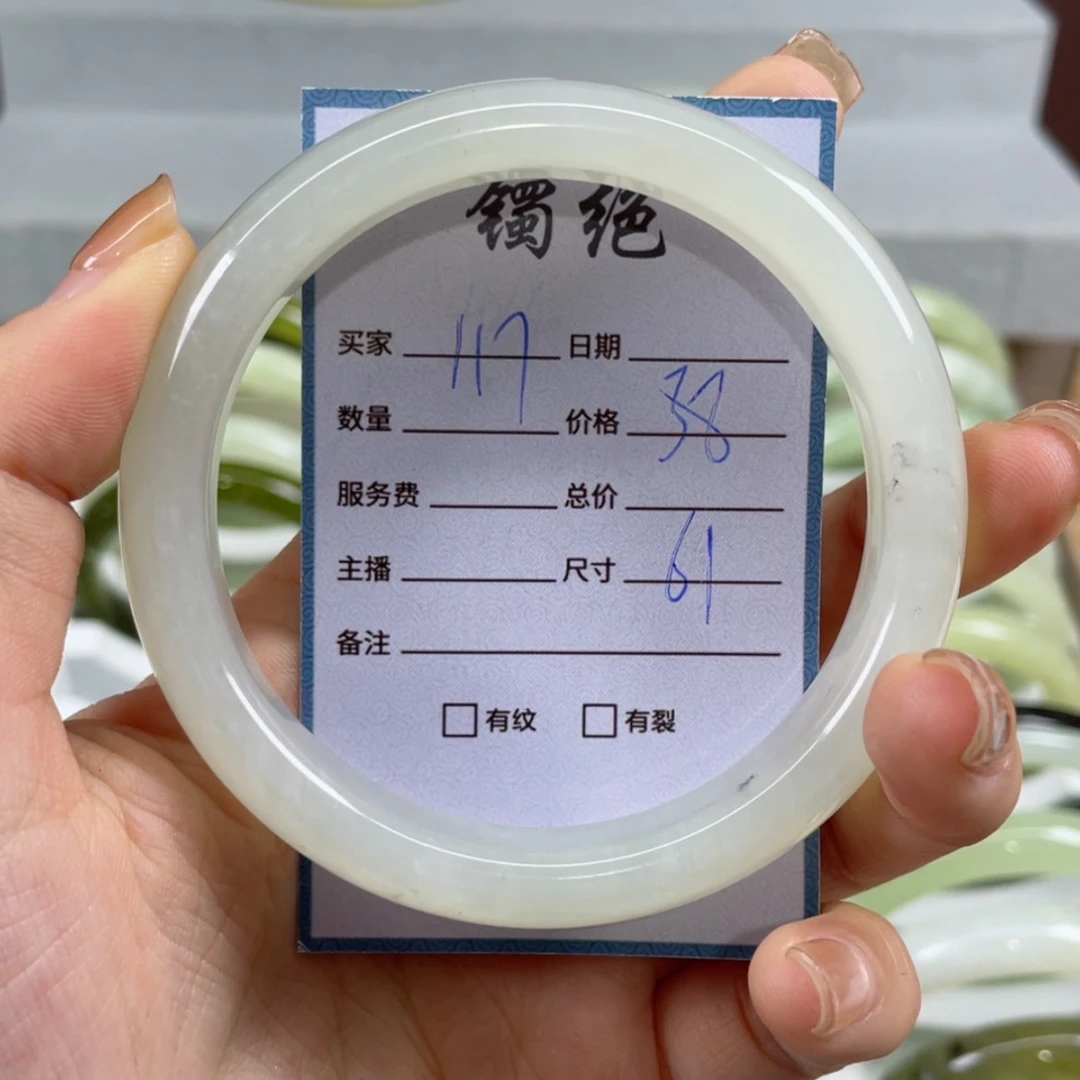 镯绝
买家 117 日期
数量 价格 38
服务费 总价
主播 尺寸 61
备注
有纹 有裂